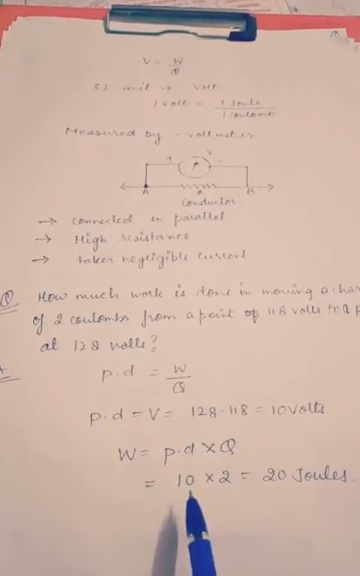 V = W/Q
SI unit → volt
1 volt = 1 Joule / 1 coulomb
Measured by - voltmeter
V
A B
Conductor
→ connected in parallel
→ High resistance
→ takes negligible current
Q How much work is done in moving a char
of 2 coulombs from a point of 118 volts to a p
at 128 volts?
p.d = W/Q
p.d = V = 128-118 = 10 volts
W = p.d × Q
= 10 × 2 = 20 Joules.